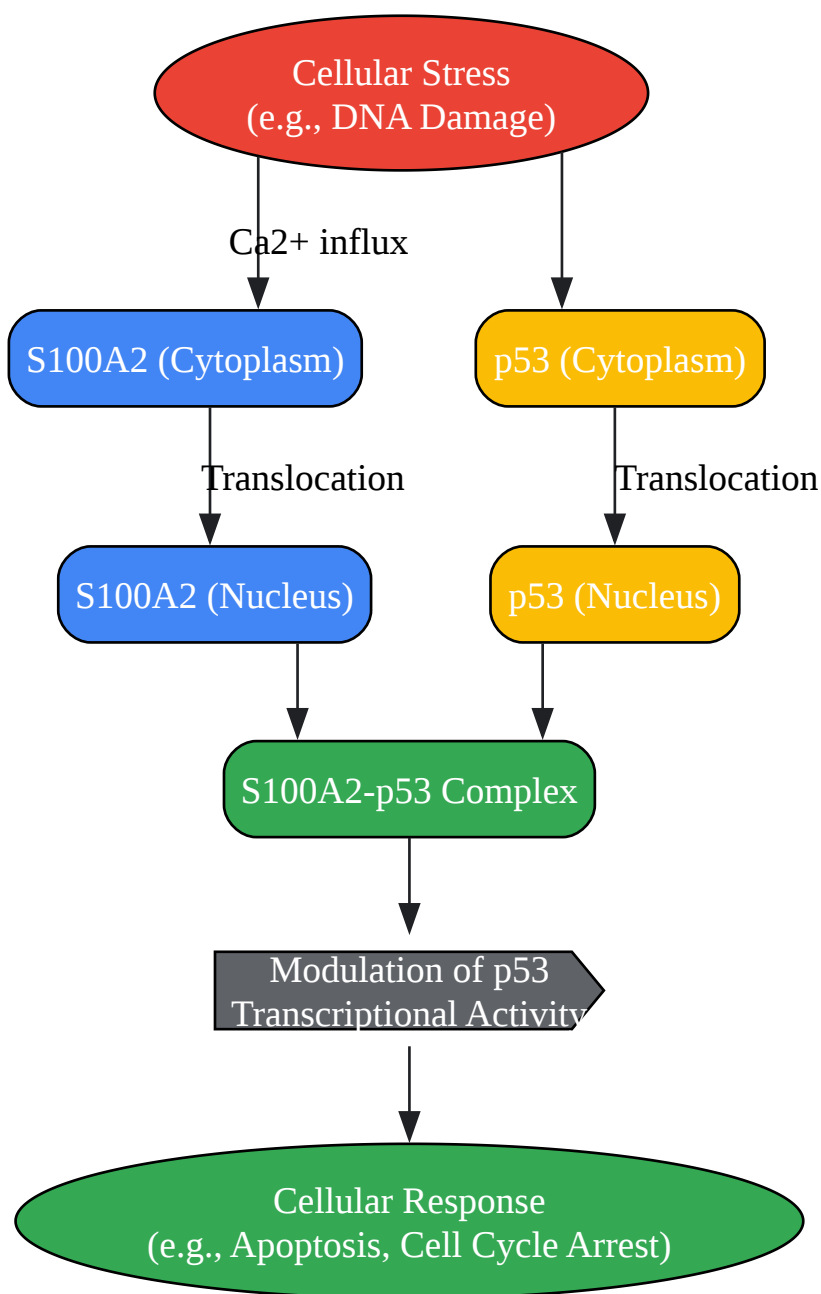 Cellular Stress
(e.g., DNA Damage)
Ca2+ influx
S100A2 (Cytoplasm)
p53 (Cytoplasm)
Translocation
Translocation
S100A2 (Nucleus)
p53 (Nucleus)
S100A2-p53 Complex
Modulation of p53
Transcriptional Activity
Cellular Response
(e.g., Apoptosis, Cell Cycle Arrest)